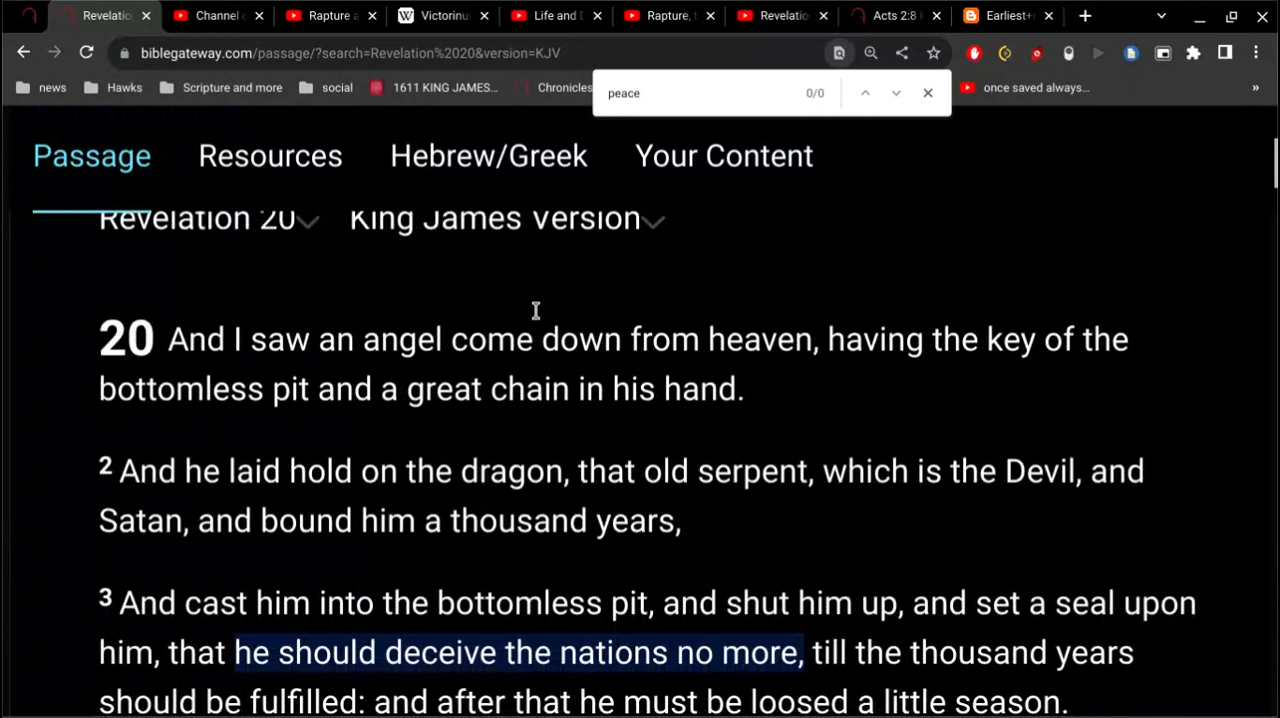 Revelatio
Channel o
Rapture a
Victorinu
Life and D
Rapture, t
Revelatio
Acts 2:8 K
Earliest+c
biblegateway.com/passage/?search=Revelation%2020&version=KJV
news
Hawks
Scripture and more
social
1611 KING JAMES...
Chronicles
once saved always...
»
peace 0/0
Passage Resources Hebrew/Greek Your Content
Revelation 20 King James Version
20 And I saw an angel come down from heaven, having the key of the
bottomless pit and a great chain in his hand.
2 And he laid hold on the dragon, that old serpent, which is the Devil, and
Satan, and bound him a thousand years,
3 And cast him into the bottomless pit, and shut him up, and set a seal upon
him, that he should deceive the nations no more, till the thousand years
should be fulfilled: and after that he must be loosed a little season.